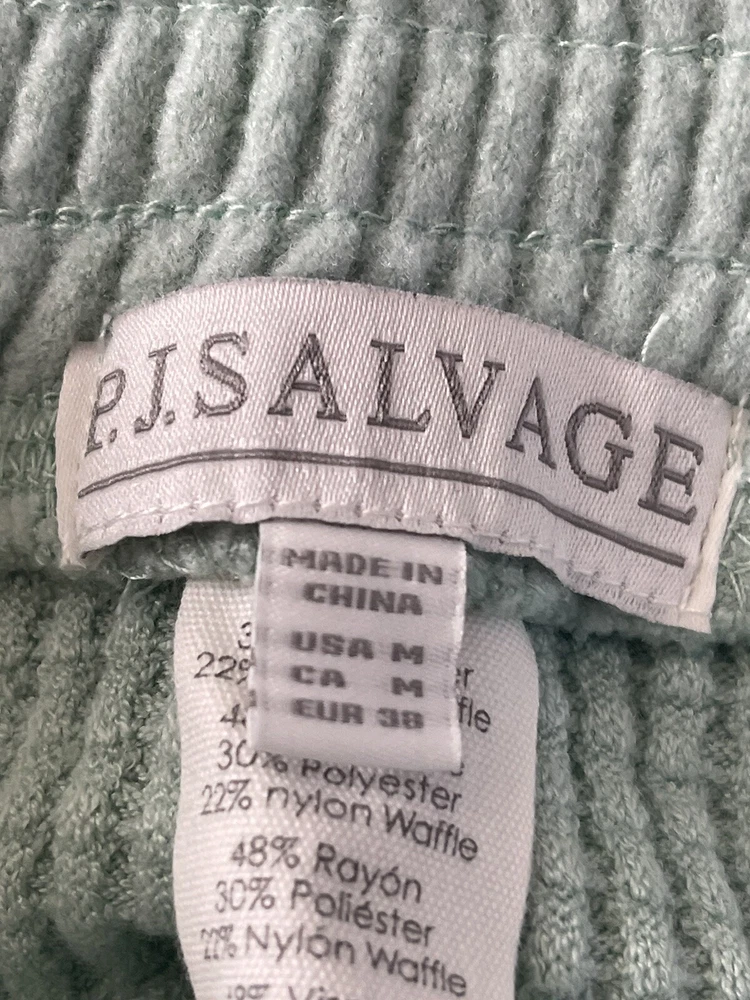 P.J.SALVAGE
MADE IN
CHINA
USA M
CA M
EUR 38
22%
30% Polyester
22% nylon Waffle
48% Rayón
30% Poliéster
22% Nylón Waffle